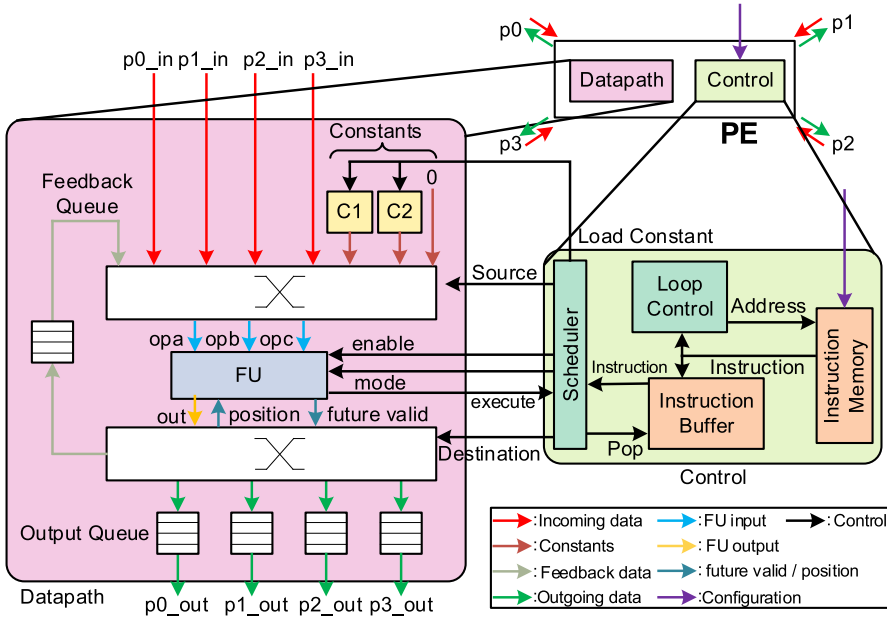 p0
p1
Datapath
Control
p3
PE
p2
p0_in p1_in p2_in p3_in
Constants
Feedback
Queue
0
C1
C2
Load Constant
Source
Scheduler
Loop
Control
Address
Instruction
Memory
opa
opb
opc
enable
FU
mode
execute
Instruction
Instruction
Instruction
Buffer
out
position
future valid
Destination
Pop
Control
Output Queue
Datapath
p0_out
p1_out
p2_out
p3_out
:Incoming data
:FU input
:Control
:Constants
:FU output
:Feedback data
:future valid / position
:Outgoing data
:Configuration